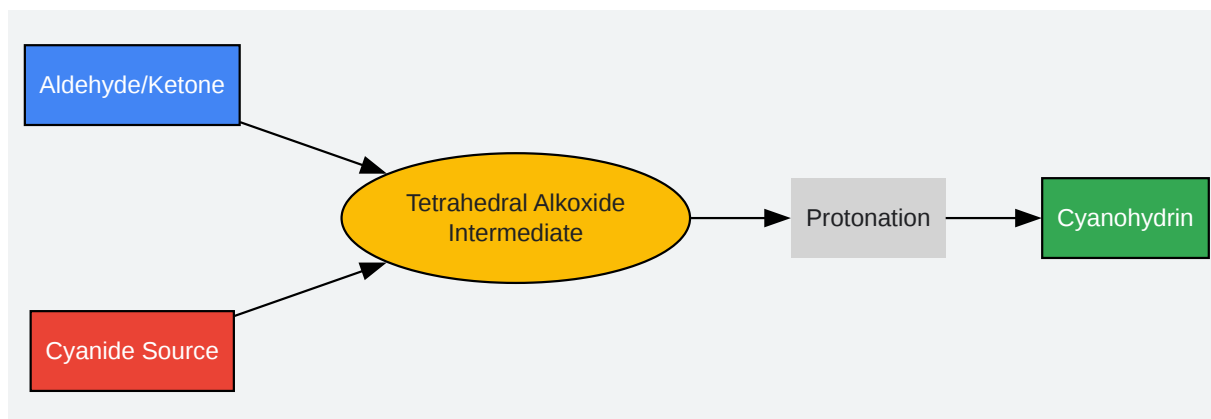 Aldehyde/Ketone
Cyanide Source
Tetrahedral Alkoxide
Intermediate
Protonation
Cyanohydrin